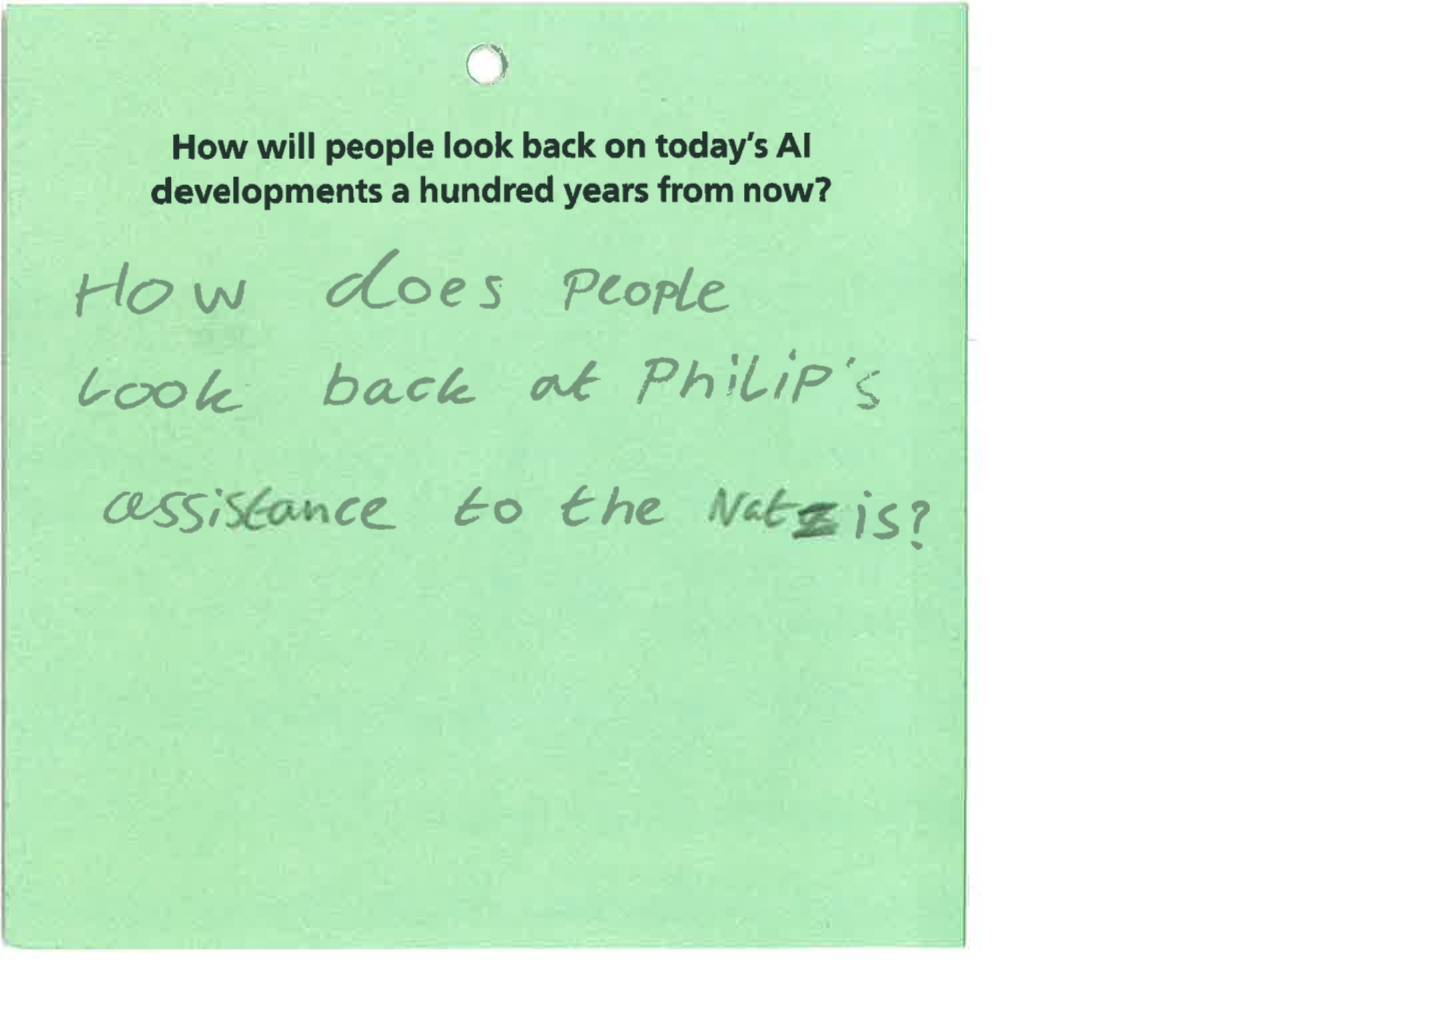 How will people look back on today's AI
developments a hundred years from now?
How does people
look back at Philip's
assistance to the Natzis?